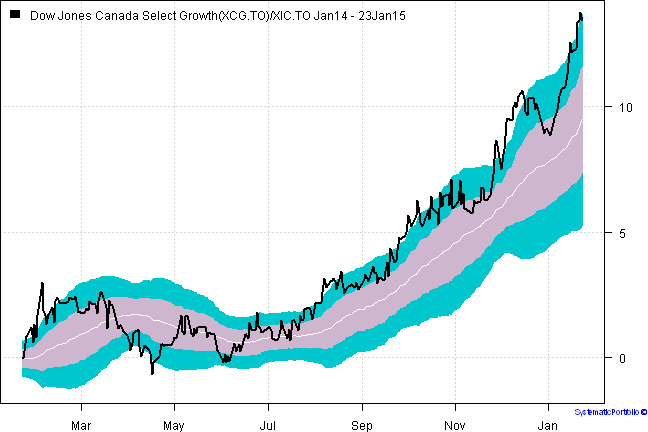 Dow Jones Canada Select Growth(XCG.TO)/XIC.TO Jan14 - 23Jan15
10
5
0
Mar May Jul Sep Nov Jan
SystematicPortfolio ©